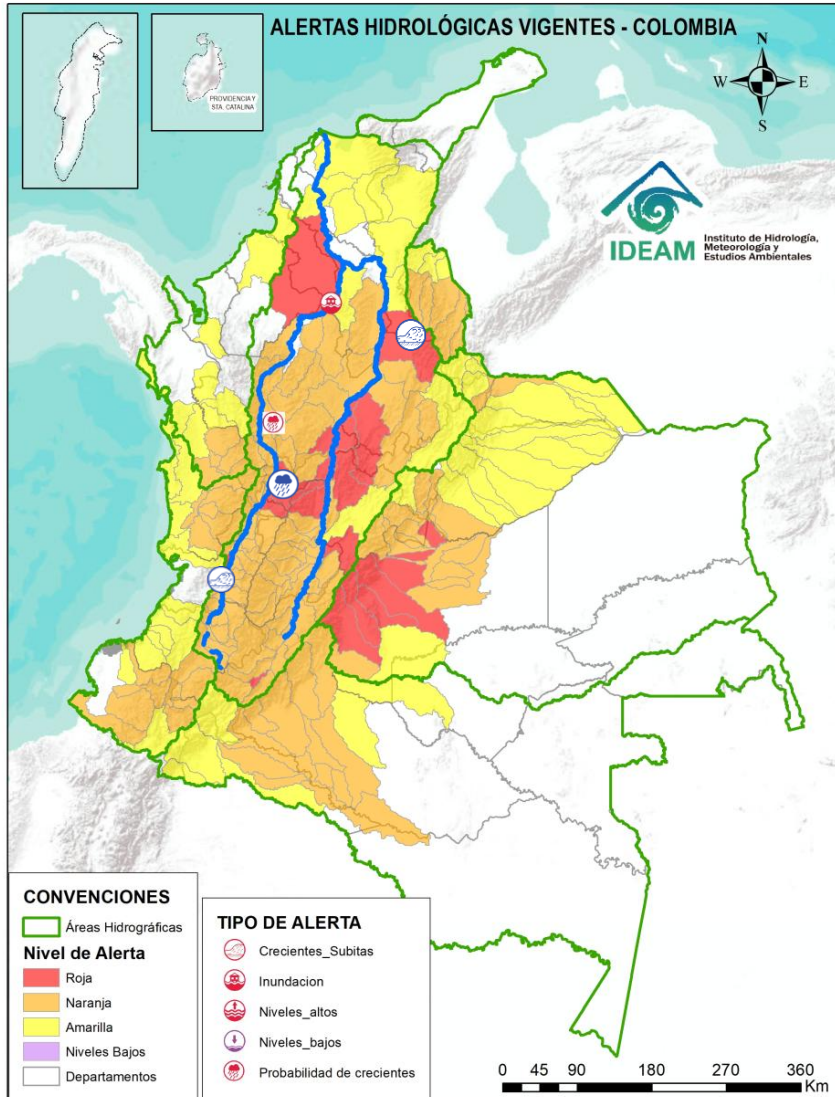 ALERTAS HIDROLÓGICAS VIGENTES - COLOMBIA
PROVIDENCIA Y
STA. CATALINA
N
W
E
S
IDEAM
Instituto de Hidrología,
Meteorología y
Estudios Ambientales
CONVENCIONES
Áreas Hidrográficas
Nivel de Alerta
Roja
Naranja
Amarilla
Niveles Bajos
Departamentos
TIPO DE ALERTA
Crecientes_Subitas
Inundacion
Niveles_altos
Niveles_bajos
Probabilidad de crecientes
0 45 90 180 270 360
Km